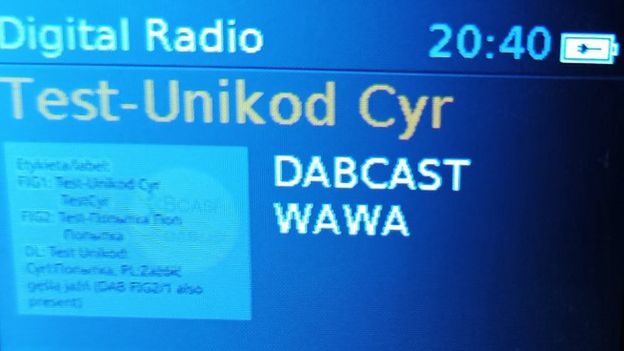 Digital Radio
20:40
Test-Unikod Cyr
DABCAST
WAWA
Etykieta/label:
FIG1: Test-Unikod Cyr
TestCyr
FIG2: Test-Попытка Поп
Попытка
DL: Test Unikod:
Cyr:Попытка, PL:Zażółć
gęślą jaźń (DAB FIG2/1 also
present)